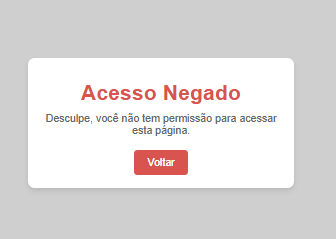 Acesso Negado
Desculpe, você não tem permissão para acessar
esta página.
Voltar